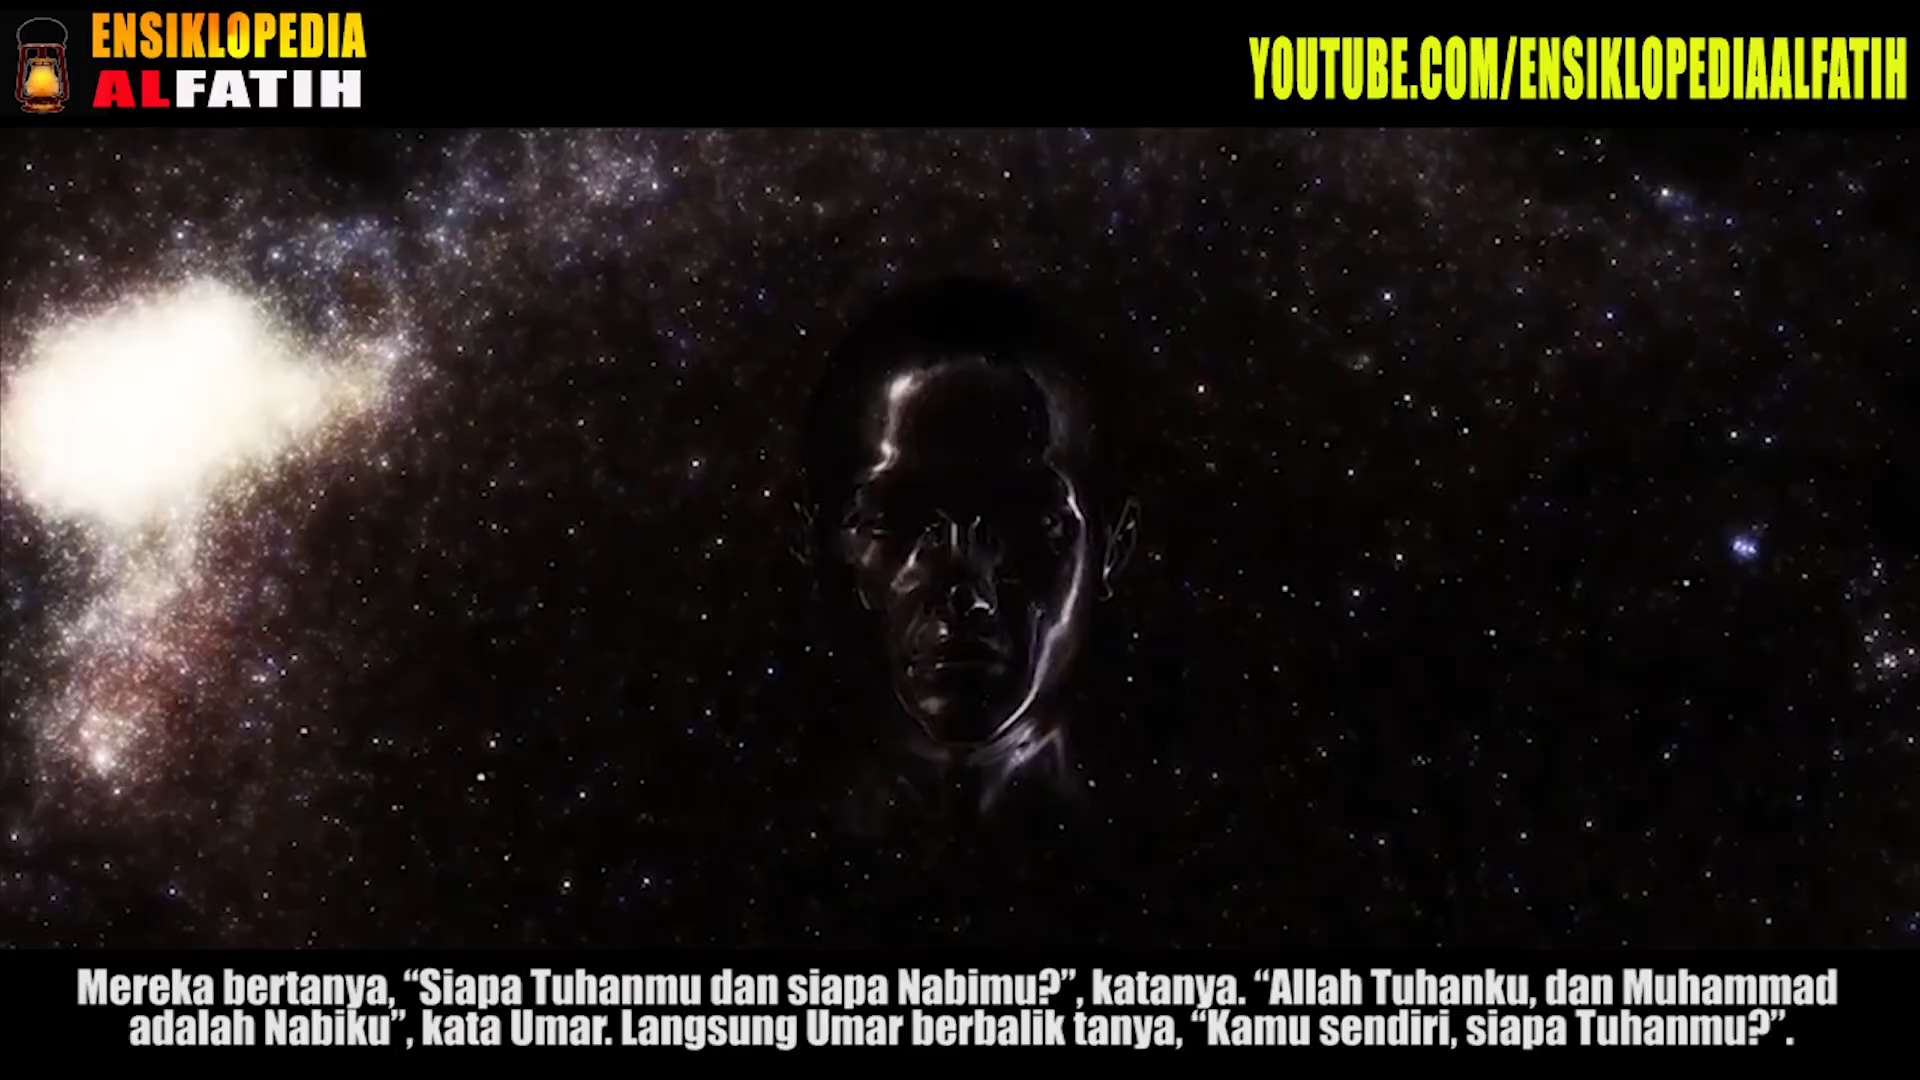 ENSIKLOPEDIA
ALFATIH
YOUTUBE.COM/ENSIKLOPEDIAALFATIH
Mereka bertanya, “Siapa Tuhanmu dan siapa Nabimu?”, katanya. “Allah Tuhanku, dan Muhammad
adalah Nabiku”, kata Umar. Langsung Umar berbalik tanya, “Kamu sendiri, siapa Tuhanmu?”.